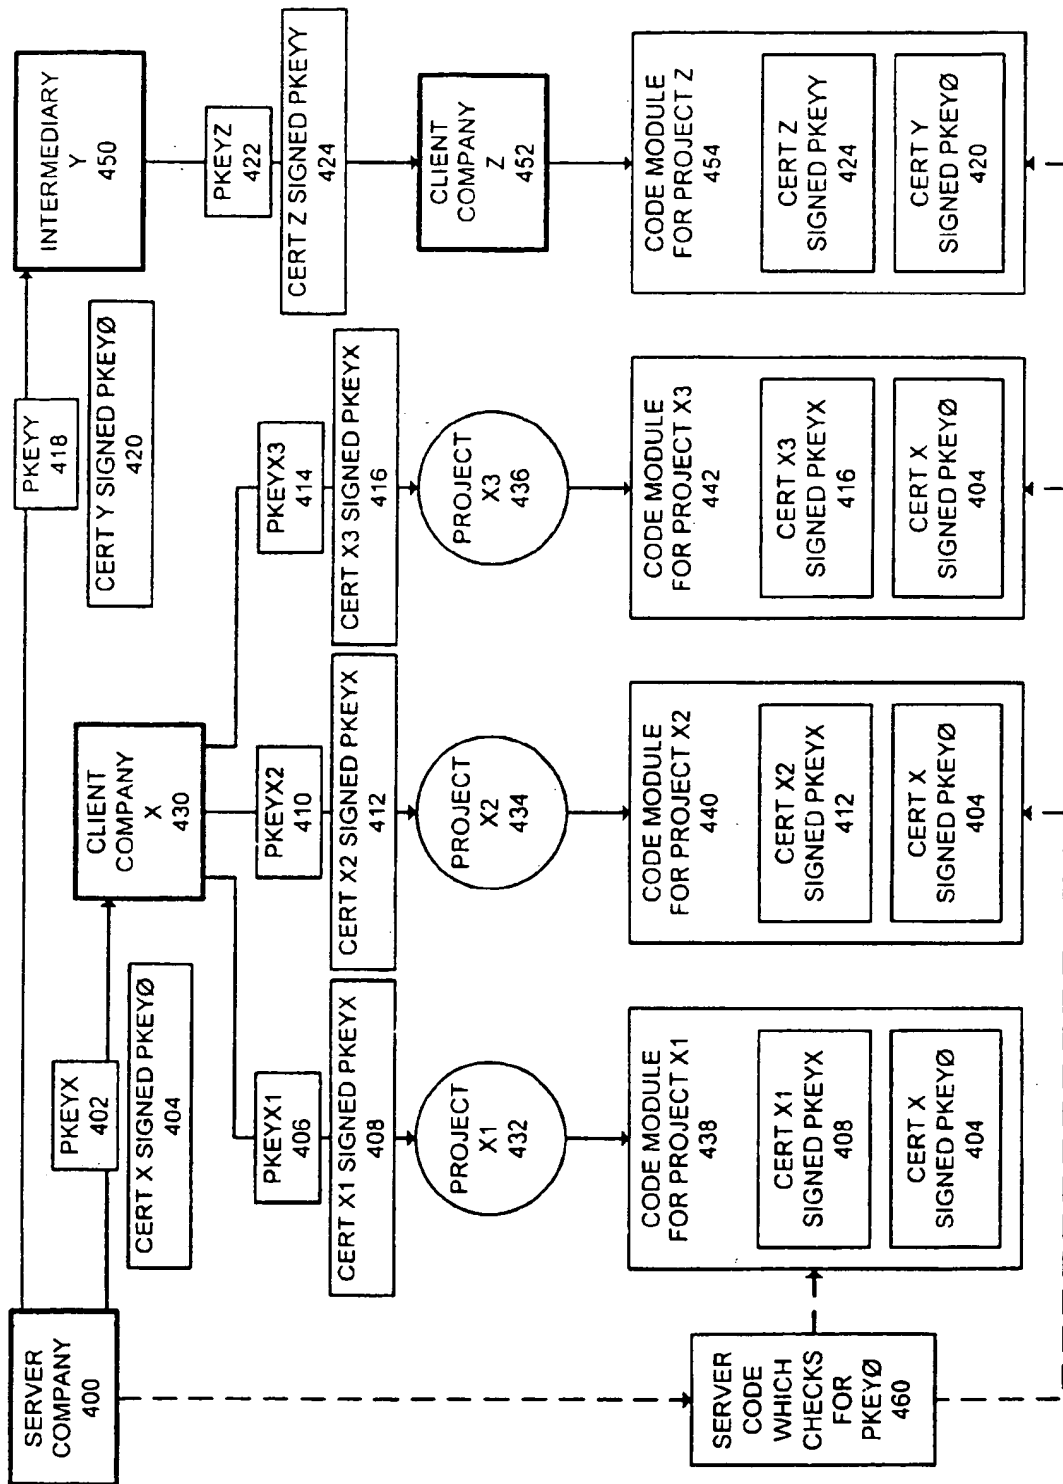 SERVER
COMPANY
400
PKEYX
402
CERT X SIGNED PKEYØ
404
CLIENT
COMPANY
X
430
PKEYY
418
CERT Y SIGNED PKEYØ
420
INTERMEDIARY
Y
450
PKEYX1
406
CERT X1 SIGNED PKEYX
408
PKEYX2
410
CERT X2 SIGNED PKEYX
412
PKEYX3
414
CERT X3 SIGNED PKEYX
416
PKEYZ
422
CERT Z SIGNED PKEYY
424
PROJECT
X1
432
PROJECT
X2
434
PROJECT
X3
436
CLIENT
COMPANY
Z
452
SERVER
CODE
WHICH
CHECKS
FOR
PKEYØ
460
CODE MODULE
FOR PROJECT X1
438
CERT X1
SIGNED PKEYX
408
CERT X
SIGNED PKEYØ
404
CODE MODULE
FOR PROJECT X2
440
CERT X2
SIGNED PKEYX
412
CERT X
SIGNED PKEYØ
404
CODE MODULE
FOR PROJECT X3
442
CERT X3
SIGNED PKEYX
416
CERT X
SIGNED PKEYØ
404
CODE MODULE
FOR PROJECT Z
454
CERT Z
SIGNED PKEYY
424
CERT Y
SIGNED PKEYØ
420